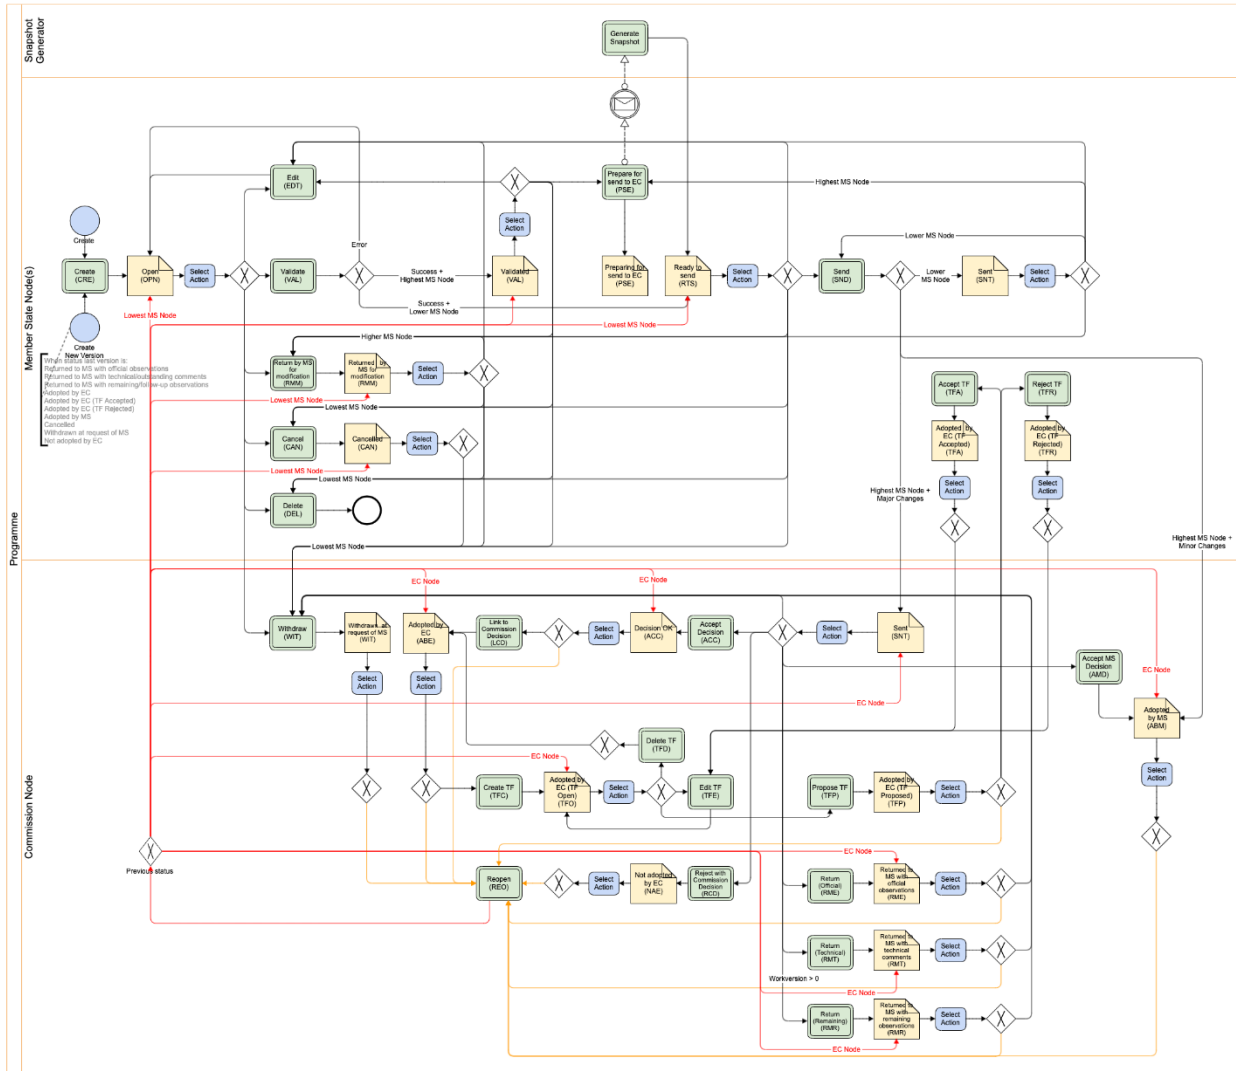 Snapshot
Generator
Generate
Snapshot
Programme
Member State Node(s)
Edit
(EDT)
Prepare for
send to EC
(PSE)
Highest MS Node
Select
Action
Create
Error
Lower MS Node
Create
(CRE)
Open
(OPN)
Select
Action
Validate
(VAL)
Success +
Highest MS Node
Validated
(VAL)
Preparing for
send to EC
(PSE)
Ready to
send
(RTS)
Select
Action
Send
(SND)
Lower
MS Node
Sent
(SNT)
Select
Action
Success +
Lower MS Node
Lowest MS Node
Lowest MS Node
Create
New Version
When status last version is:
Returned to MS with official observations
Returned to MS with technical/outstanding comments
Returned to MS with remaining/follow-up observations
Adopted by EC
Adopted by EC (TF Accepted)
Adopted by EC (TF Rejected)
Adopted by MS
Cancelled
Withdrawn at request of MS
Not adopted by EC
Higher MS Node
Return by MS
for
modification
(RMM)
Returned by
MS for
modification
(RMM)
Select
Action
Lowest MS Node
Accept TF
(TFA)
Reject TF
(TFR)
Lowest MS Node
Cancel
(CAN)
Cancelled
(CAN)
Select
Action
Adopted by
EC (TF
Accepted)
(TFA)
Adopted by
EC (TF
Rejected)
(TFR)
Lowest MS Node
Lowest MS Node
Select
Action
Select
Action
Highest MS Node +
Major Changes
Delete
(DEL)
Lowest MS Node
Highest MS Node +
Minor Changes
Commission Node
EC Node
EC Node
EC Node
Withdraw
(WIT)
Withdrawn at
request of MS
(WIT)
Adopted by
EC
(ABE)
Link to
Commission
Decision
(LCD)
Select
Action
Decision OK
(ACC)
Accept
Decision
(ACC)
Select
Action
Sent
(SNT)
Select
Action
Select
Action
Accept MS
Decision
(AMD)
EC Node
EC Node
Adopted
by MS
(ABM)
Delete TF
(TFD)
EC Node
Select
Action
Create TF
(TFC)
Adopted by
EC (TF
Open)
(TFO)
Select
Action
Edit TF
(TFE)
Propose TF
(TFP)
Adopted by
EC (TF
Proposed)
(TFP)
Select
Action
Previous status
EC Node
Reopen
(REO)
Select
Action
Not adopted
by EC
(NAE)
Reject with
Commission
Decision
(RCD)
Return
(Official)
(RME)
Returned to
MS with
official
observations
(RME)
Select
Action
Return
(Technical)
(RMT)
Returned to
MS with
technical
comments
(RMT)
Select
Action
EC Node
Workversion > 0
Return
(Remaining)
(RMR)
Returned to
MS with
remaining
observations
(RMR)
Select
Action
EC Node